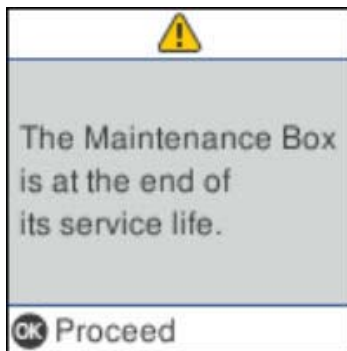 The Maintenance Box
is at the end of
its service life.
OK Proceed